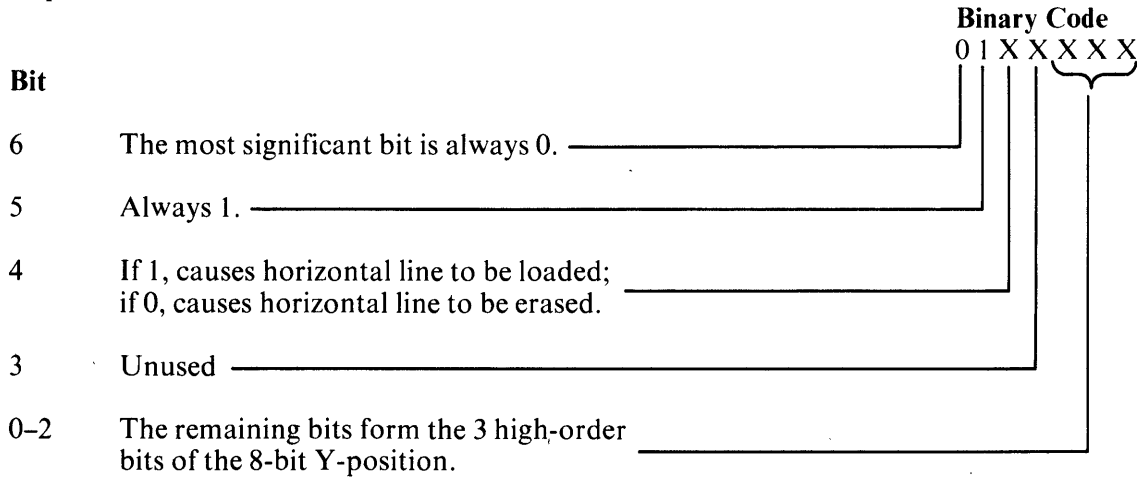 Binary Code
0 1 X X X X X
Bit
6 The most significant bit is always 0.
5 Always 1.
4 If 1, causes horizontal line to be loaded;
if 0, causes horizontal line to be erased.
3 Unused
0–2 The remaining bits form the 3 high-order
bits of the 8-bit Y-position.